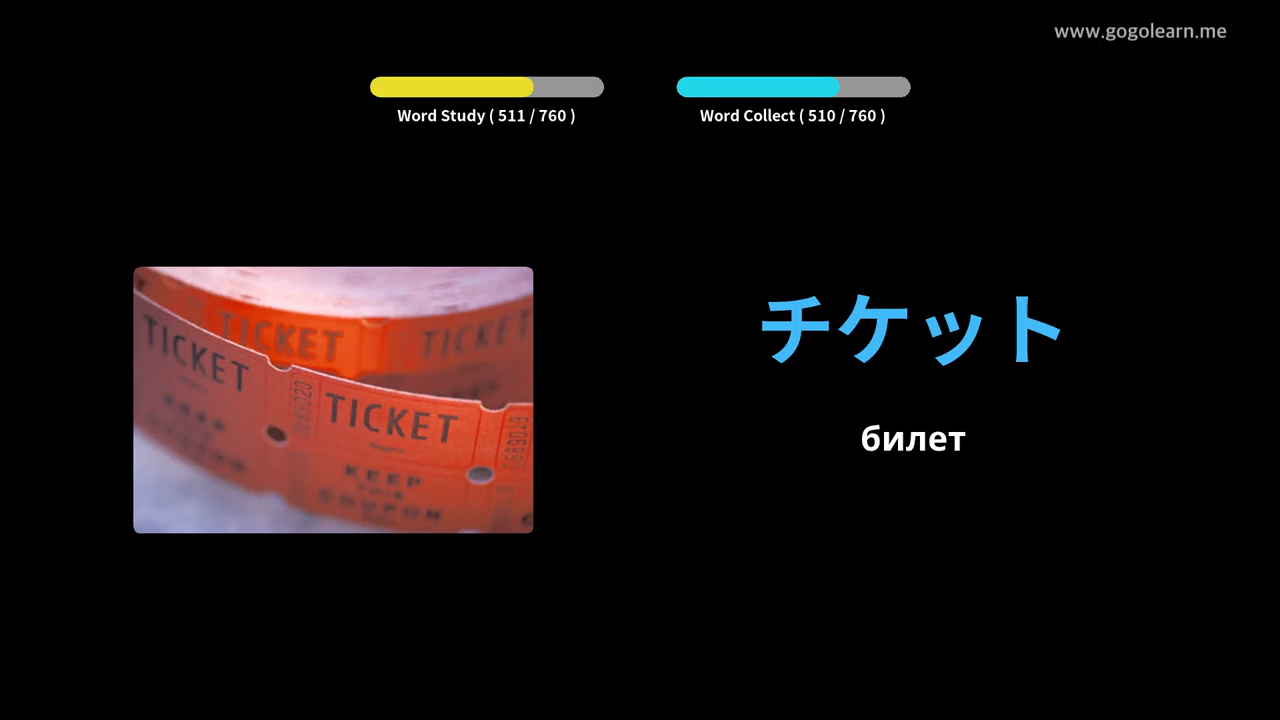 www.gogolearn.me
Word Study ( 511 / 760 )
Word Collect ( 510 / 760 )
TICKET
TICKET
TICKET
TICKET
KEEP
COUPON
チケット
билет